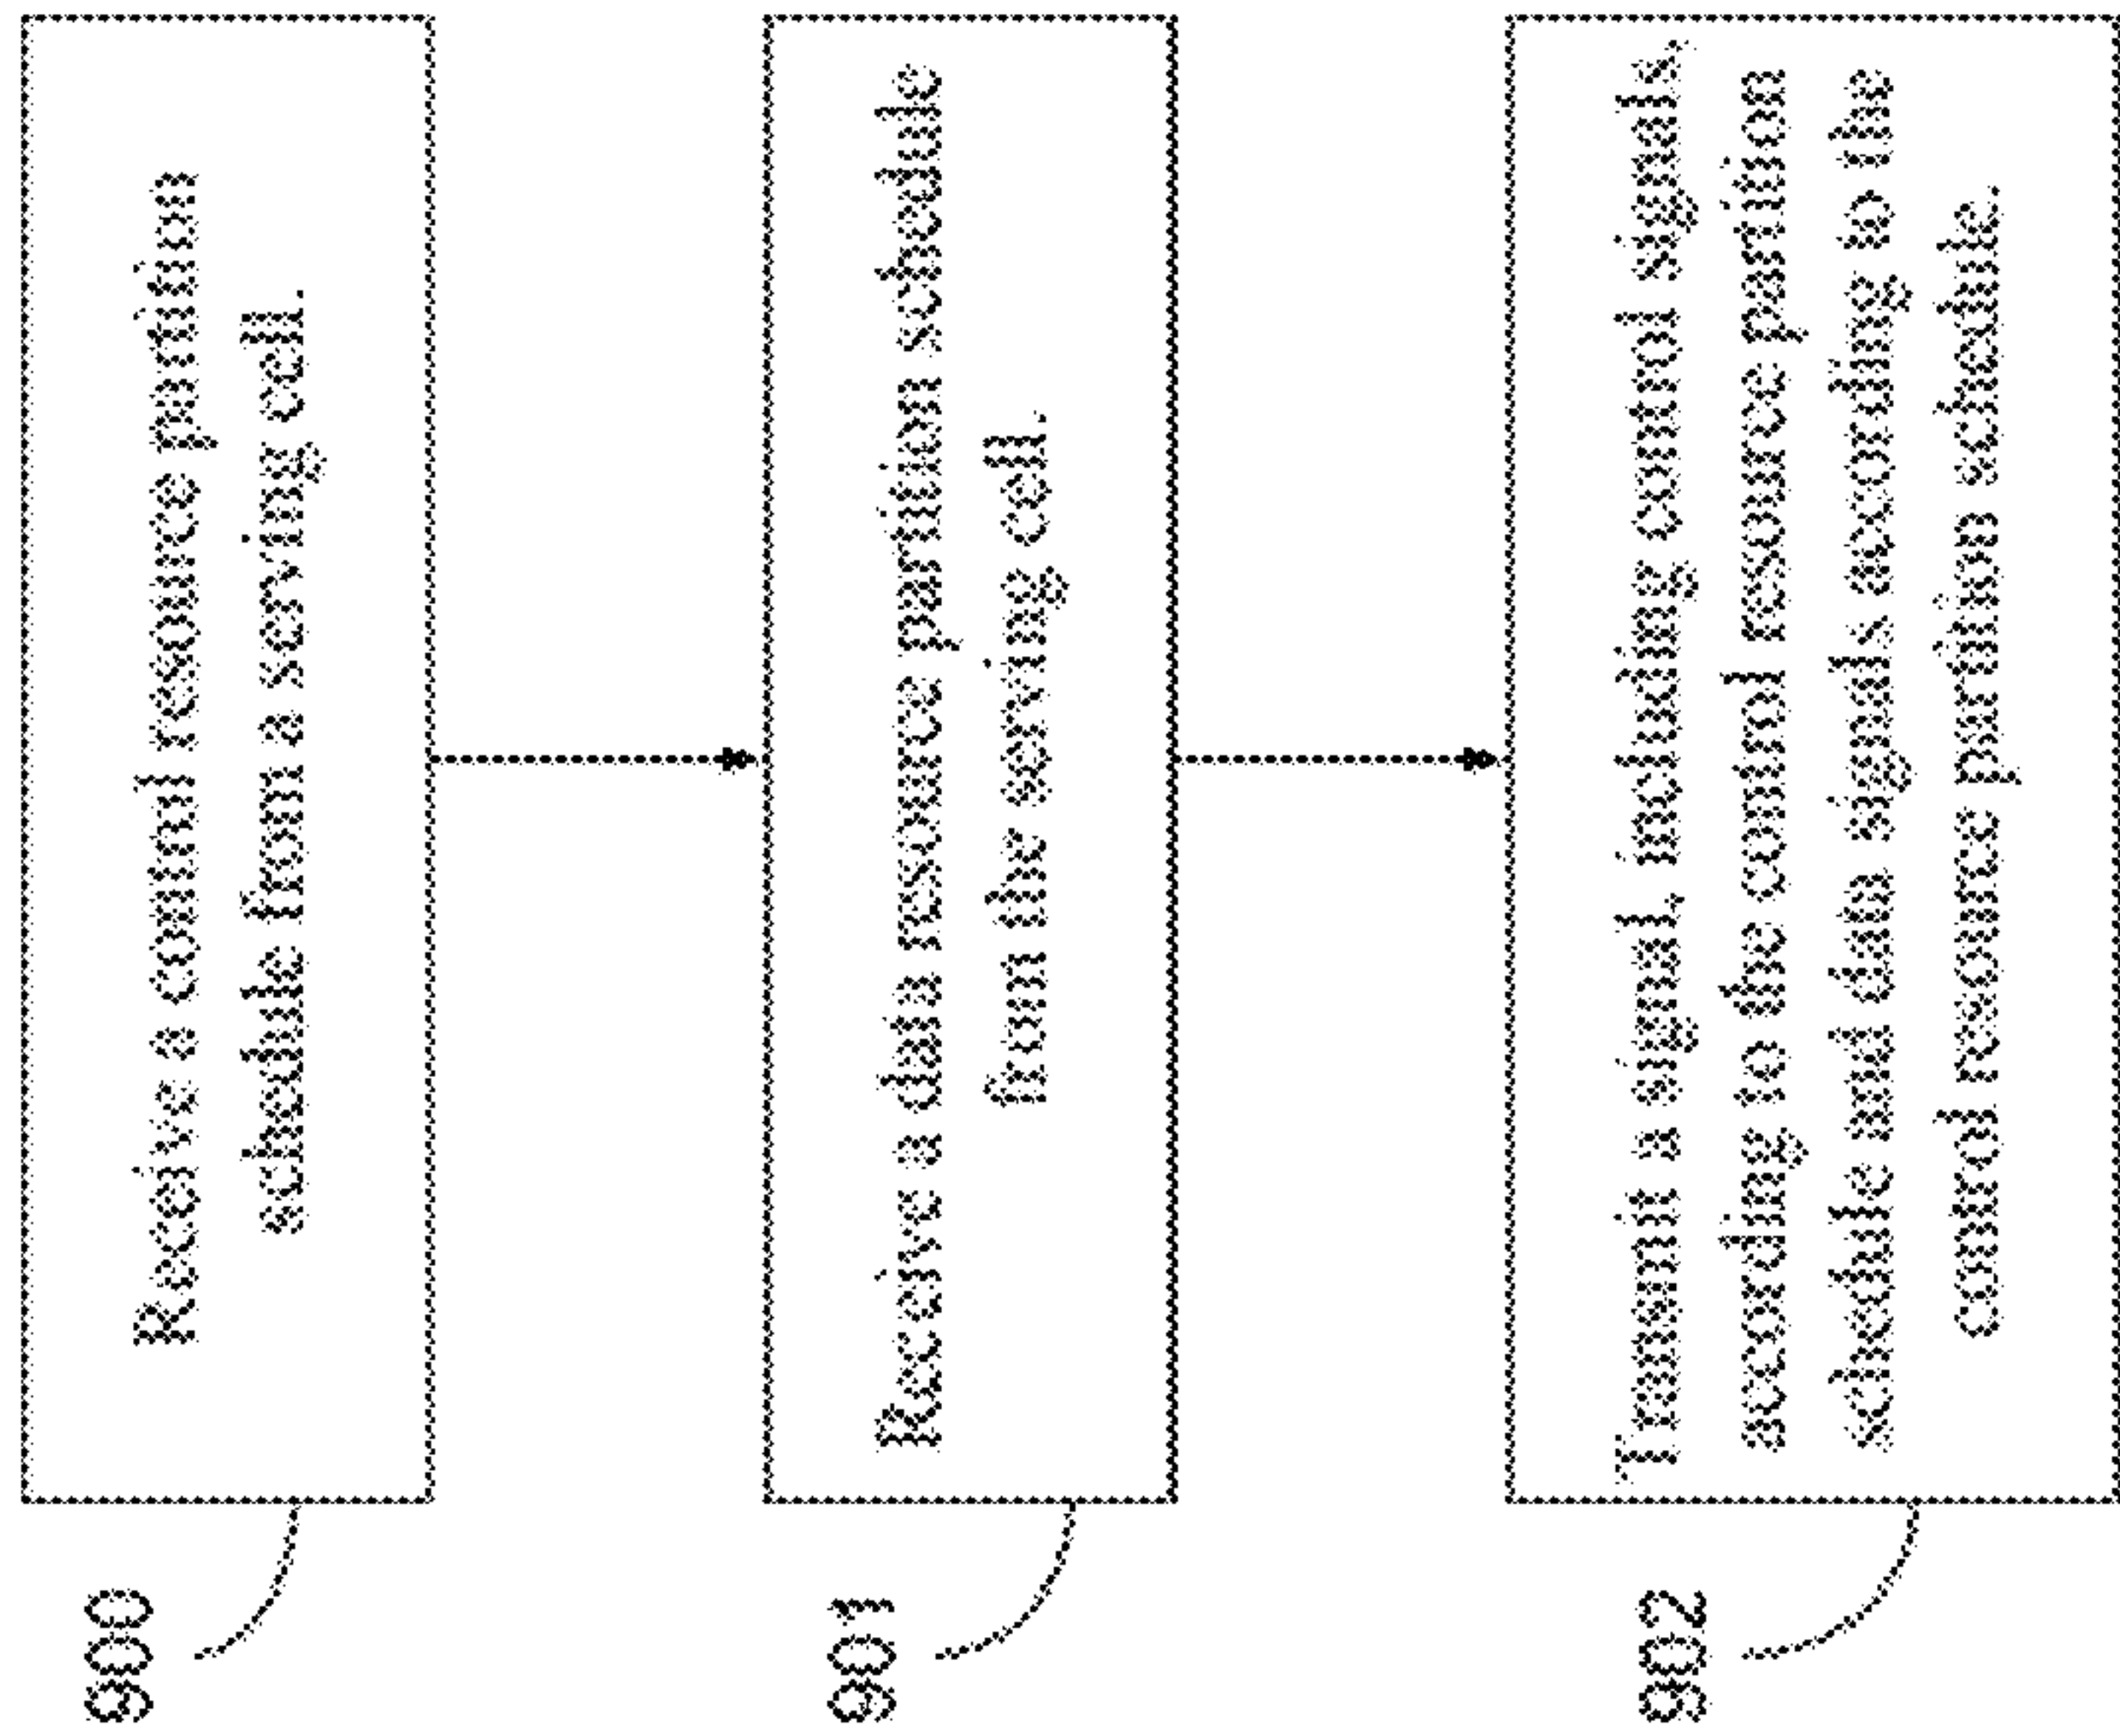 900
Receive a control resource partition
schedule from a serving cell.
901
Receive a data resource partition schedule
from the serving cell.
902
Transmit a signal, including control signals
according to the control resource partition
schedule and data signals according to the
control resource partition schedule.